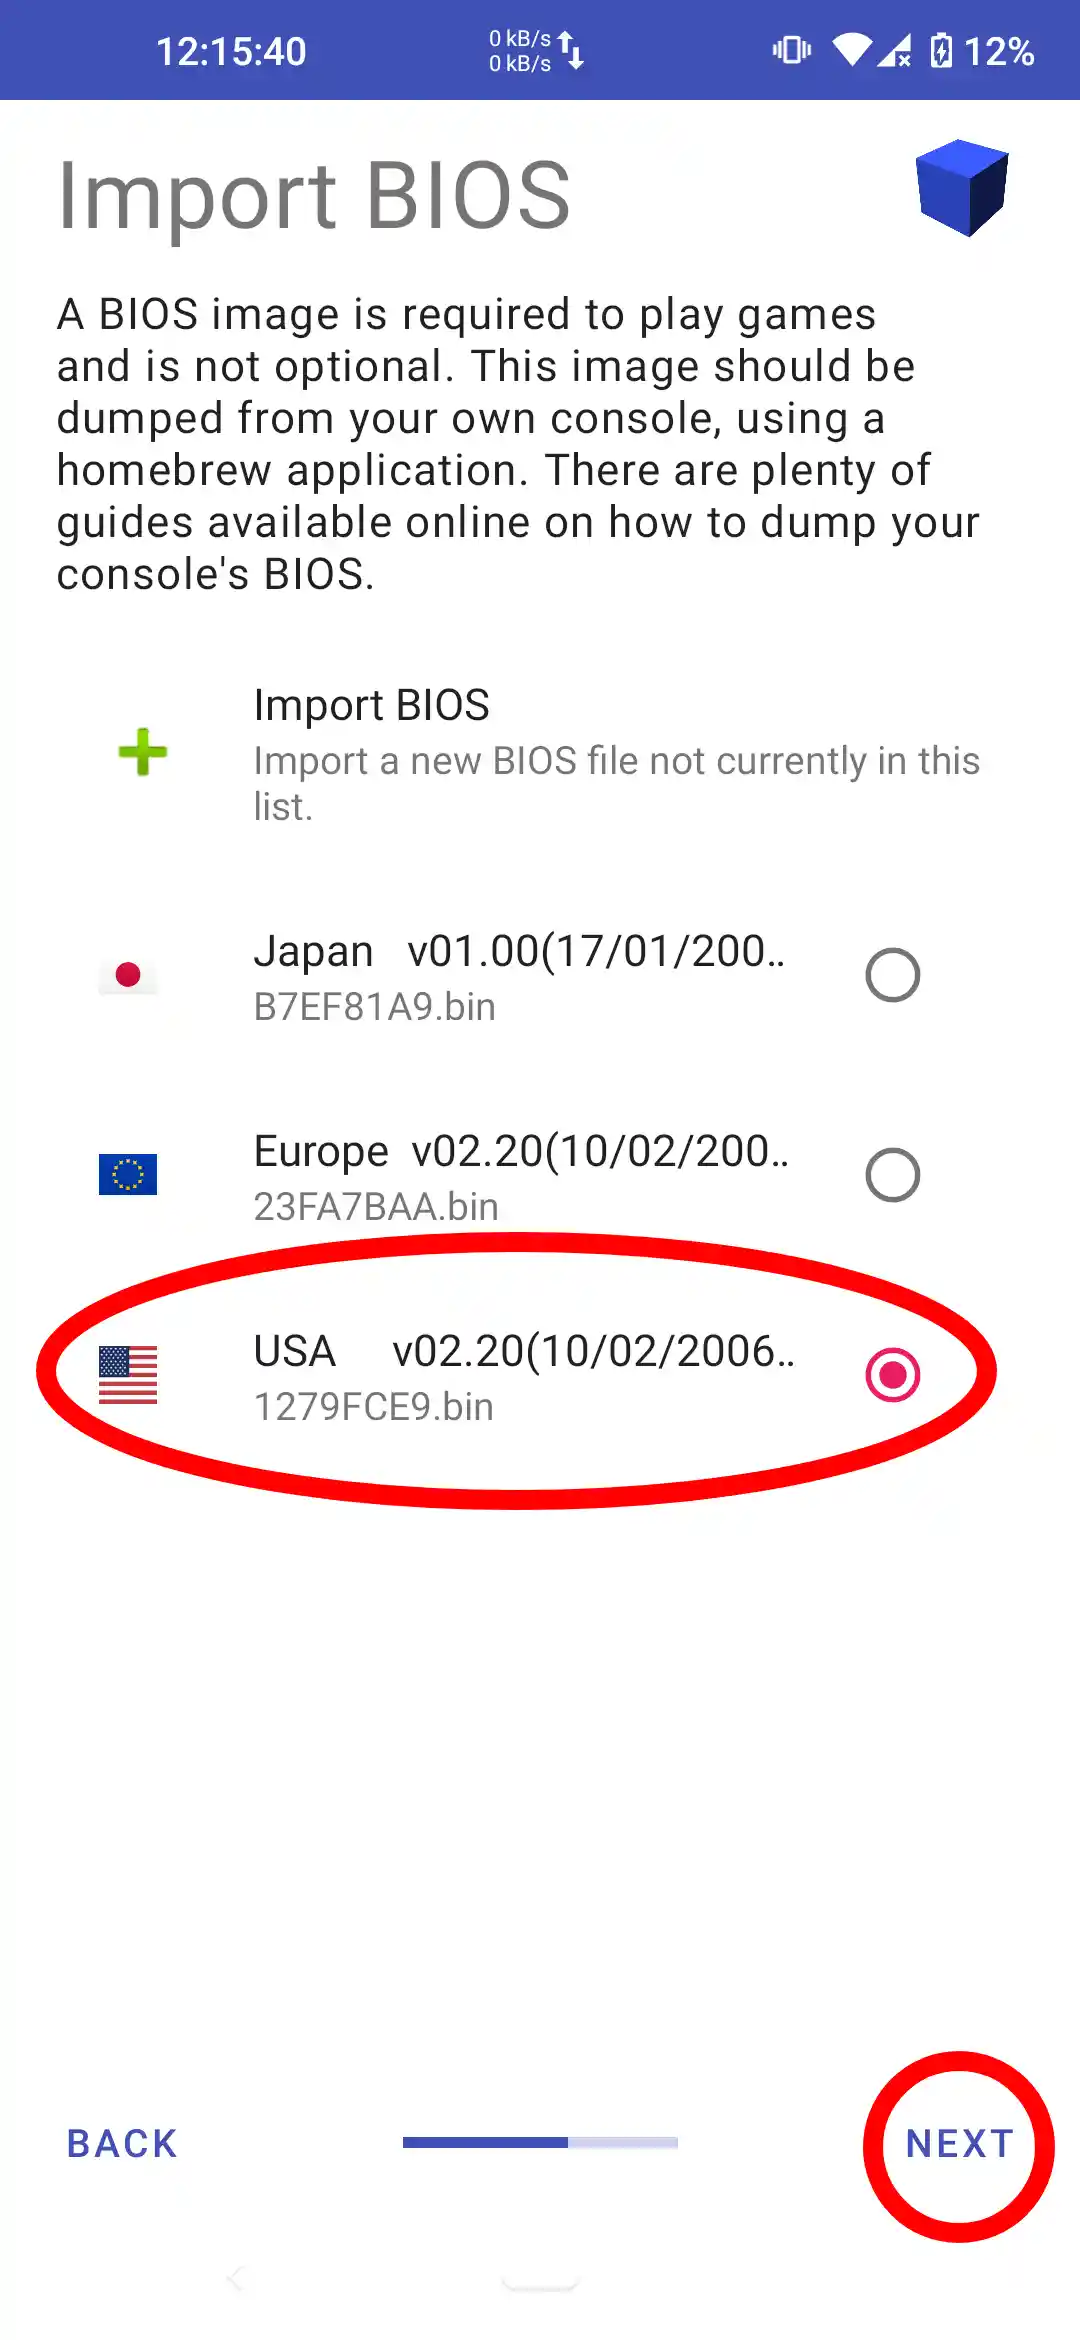 12:15:40
0 kB/s
0 kB/s
12%
Import BIOS
A BIOS image is required to play games
and is not optional. This image should be
dumped from your own console, using a
homebrew application. There are plenty of
guides available online on how to dump your
console's BIOS.
Import BIOS
Import a new BIOS file not currently in this
list.
Japan v01.00(17/01/200..
B7EF81A9.bin
Europe v02.20(10/02/200..
23FA7BAA.bin
USA v02.20(10/02/2006..
1279FCE9.bin
BACK
NEXT